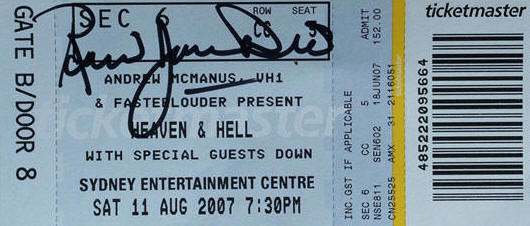 GATE B/DOOR 8
SEC 6 ROW SEAT
CC 5
ANDREW MCMANUS, VH1
& FASTERLOUDER PRESENT
HEAVEN & HELL
WITH SPECIAL GUESTS DOWN
SYDNEY ENTERTAINMENT CENTRE
SAT 11 AUG 2007 7:30PM
INC.GST IF APPLICABLE
ADMIT 152.00
SEC 6 CC 5 18JUN07
NSE811 SEN602 2116051
CN25525 AMX 31
ticketmaster
485222095664
ticketmaster